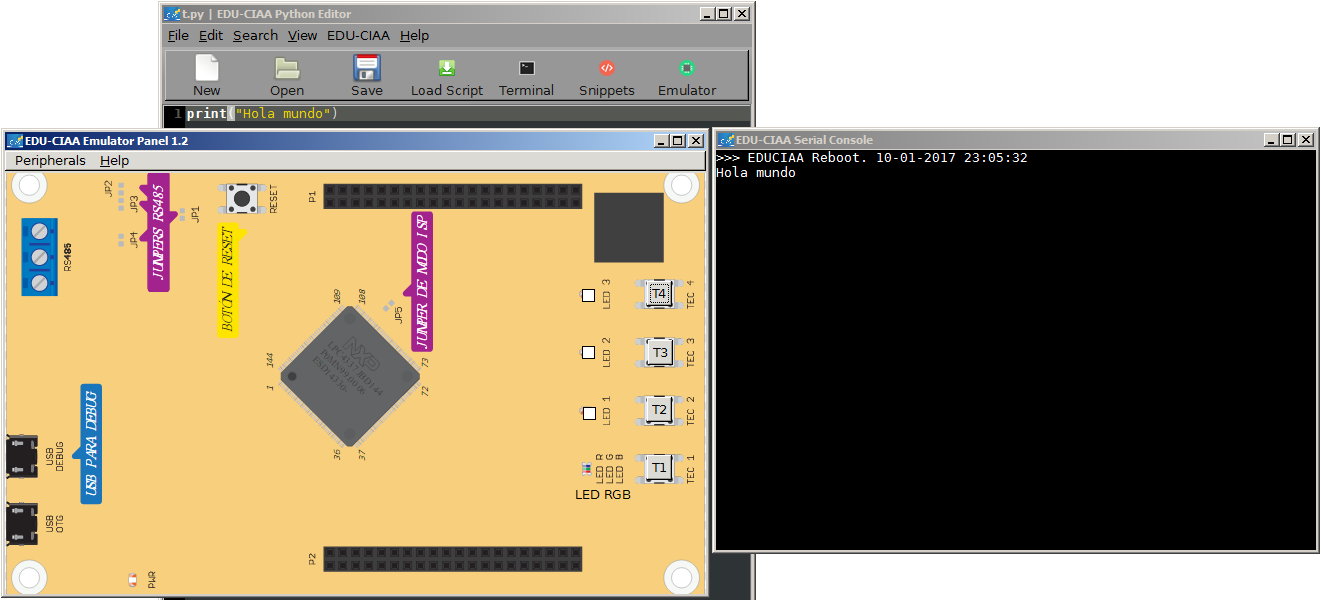 t.py | EDU-CIAA Python Editor
File Edit Search View EDU-CIAA Help
New Open Save Load Script Terminal Snippets Emulator
1 print("Hola mundo")
EDU-CIAA Emulator Panel 1.2
Peripherals Help
JP2
JP3
JP4
JUMPERS RS485
JP1
RESET
P1
RS485
BOTÓN DE RESET
JUMPER DE MODO ISP
109
108
JP5
144
1
73
72
36
37
NXP
LED 3
T4
TEC 4
LED 2
T3
TEC 3
LED 1
T2
TEC 2
LED R
LED G
LED B
T1
TEC 1
LED RGB
USB PARA DEBUG
USB
DEBUG
USB
OTG
PWR
P2
EDU-CIAA Serial Console
>>> EDUCIAA Reboot. 10-01-2017 23:05:32
Hola mundo